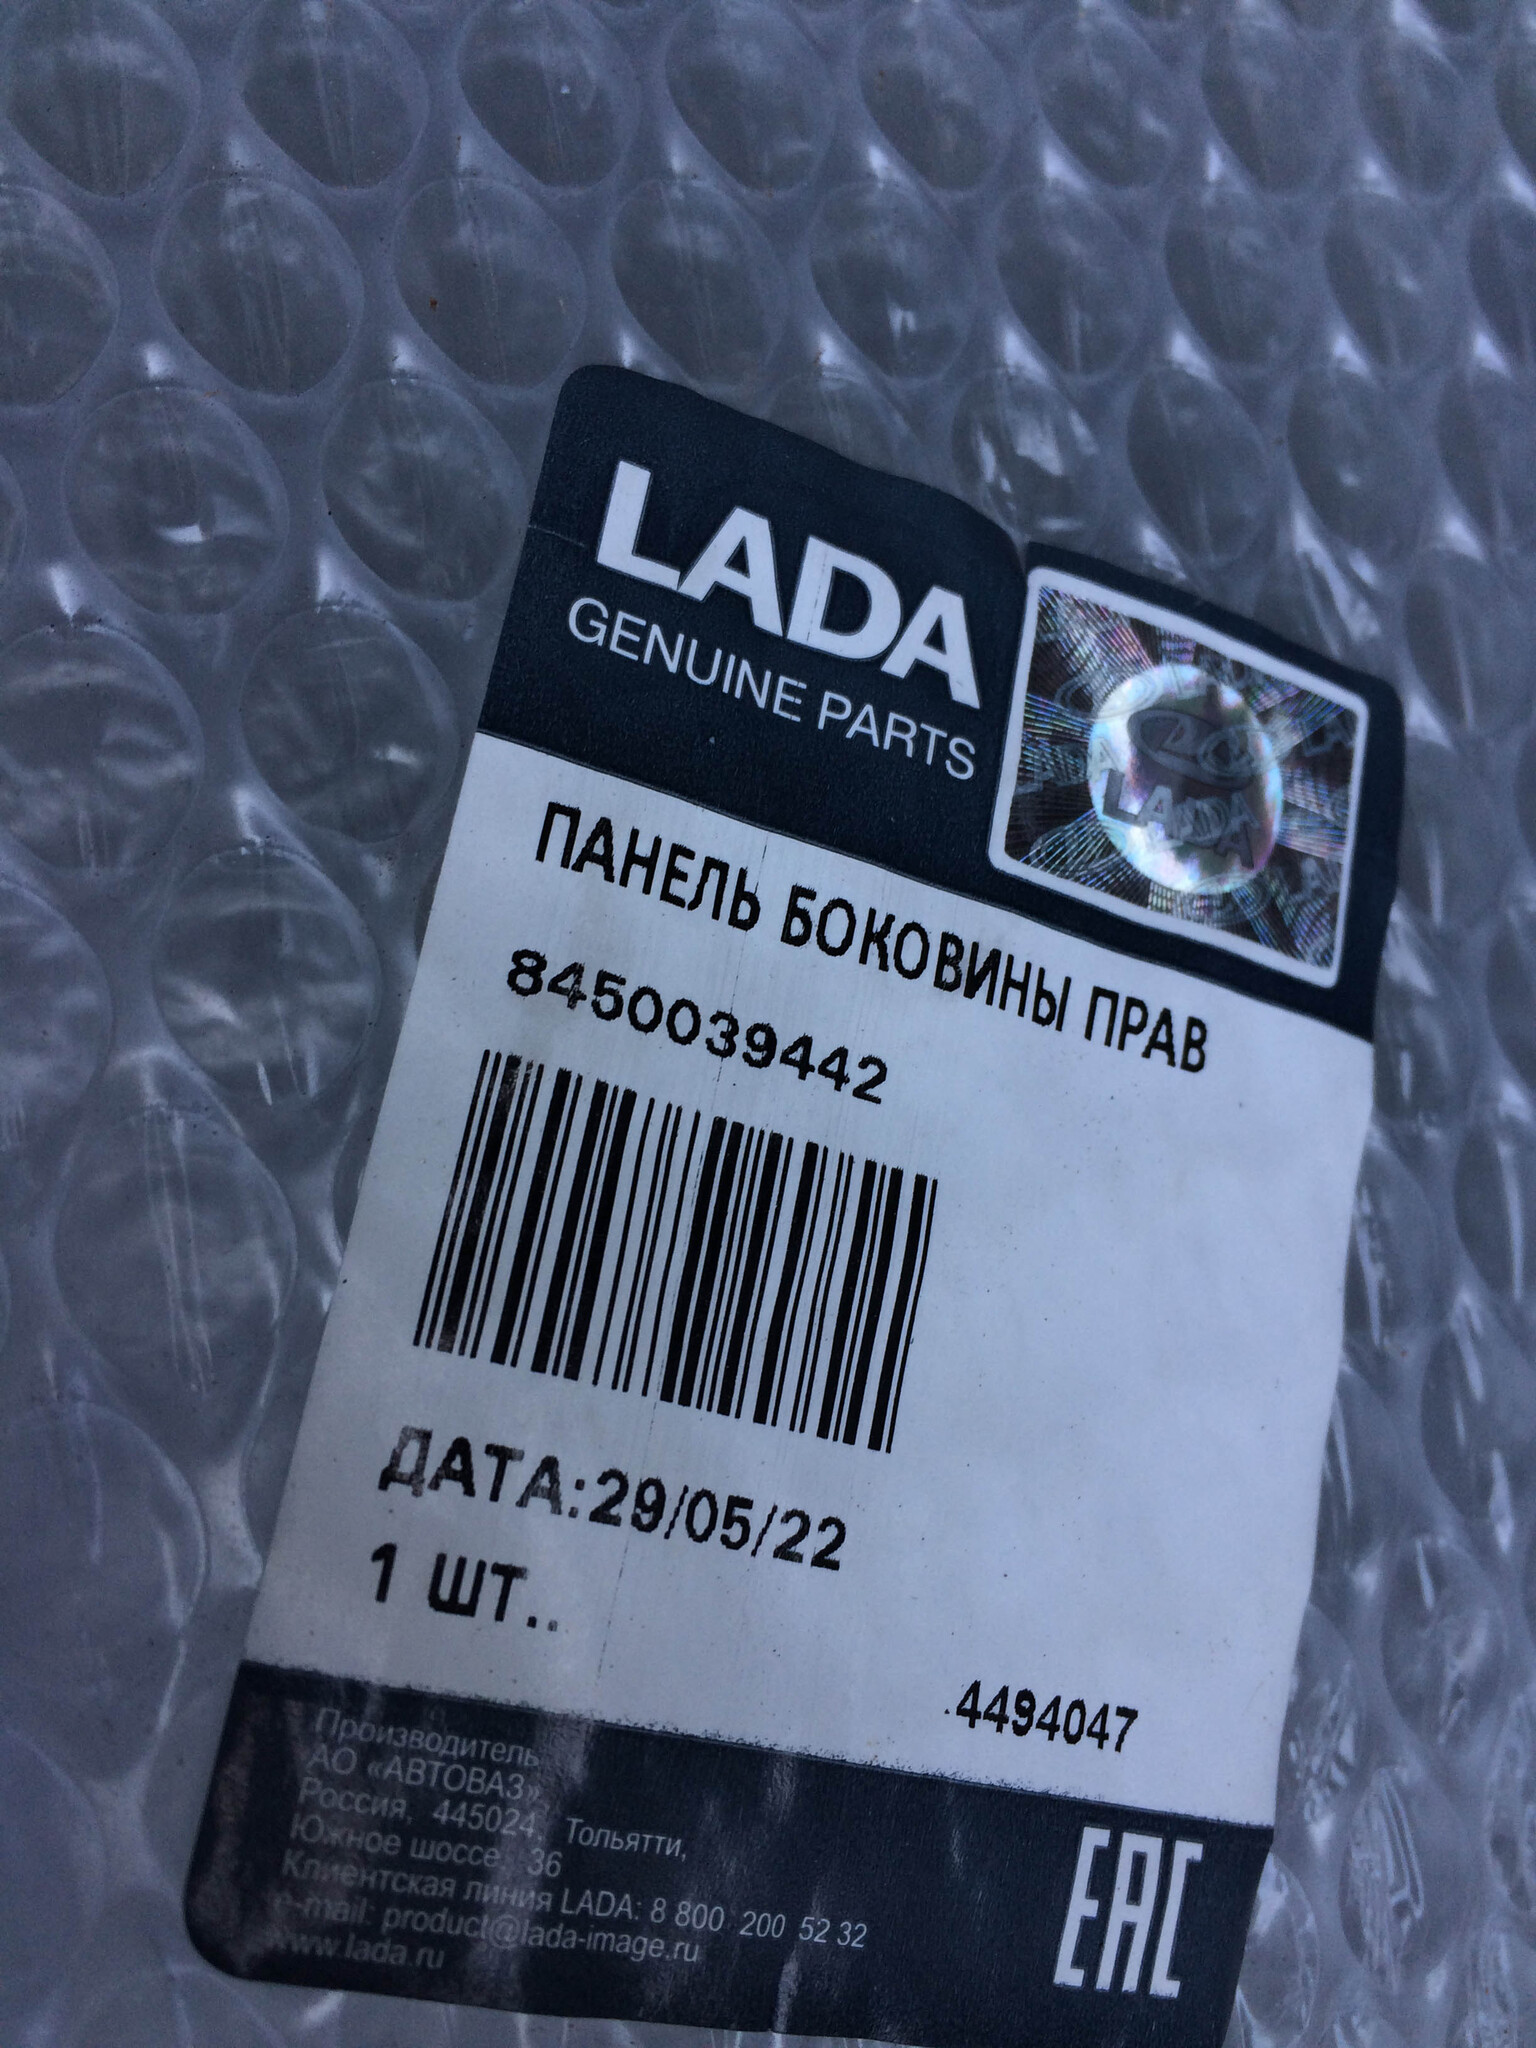 LADA
GENUINE PARTS
LADA
ПАНЕЛЬ БОКОВИНЫ ПРАВ
8450039442
ДАТА:29/05/22
1 ШТ..
4494047
Производитель
АО «АВТОВАЗ»
Россия, 445024, Тольятти,
Южное шоссе, 36
Клиентская линия LADA: 8 800 200 52 32
e-mail: product@lada-image.ru
www.lada.ru
EAC